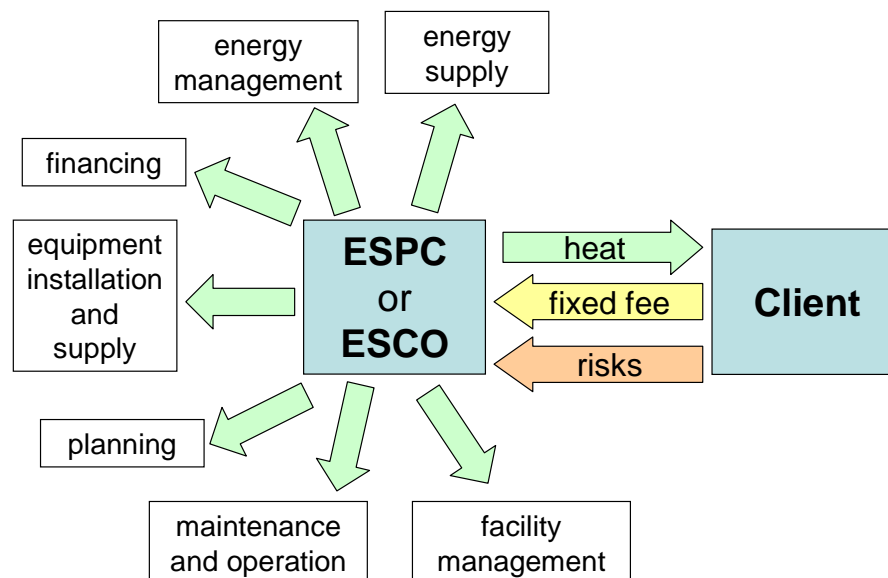 energy
management
energy
supply
financing
equipment
installation
and
supply
ESPC
or
ESCO
heat
fixed fee
risks
Client
planning
maintenance
and operation
facility
management